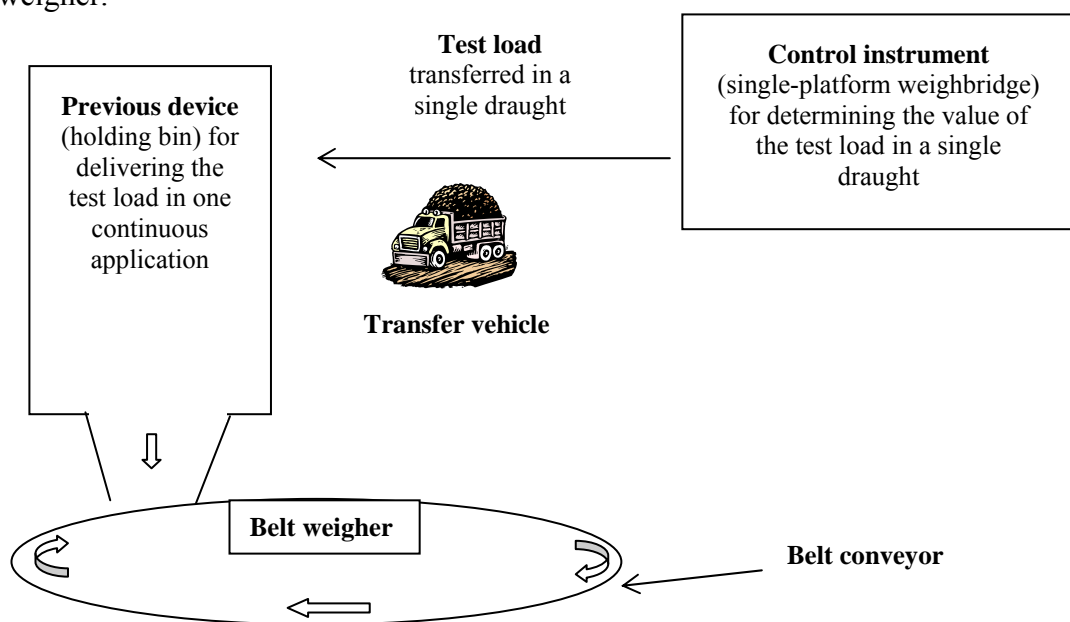 weigher.
Test load
transferred in a
single draught
Control instrument
(single-platform weighbridge)
for determining the value of
the test load in a single
draught
Previous device
(holding bin) for
delivering the
test load in one
continuous
application
Transfer vehicle
Belt weigher
Belt conveyor